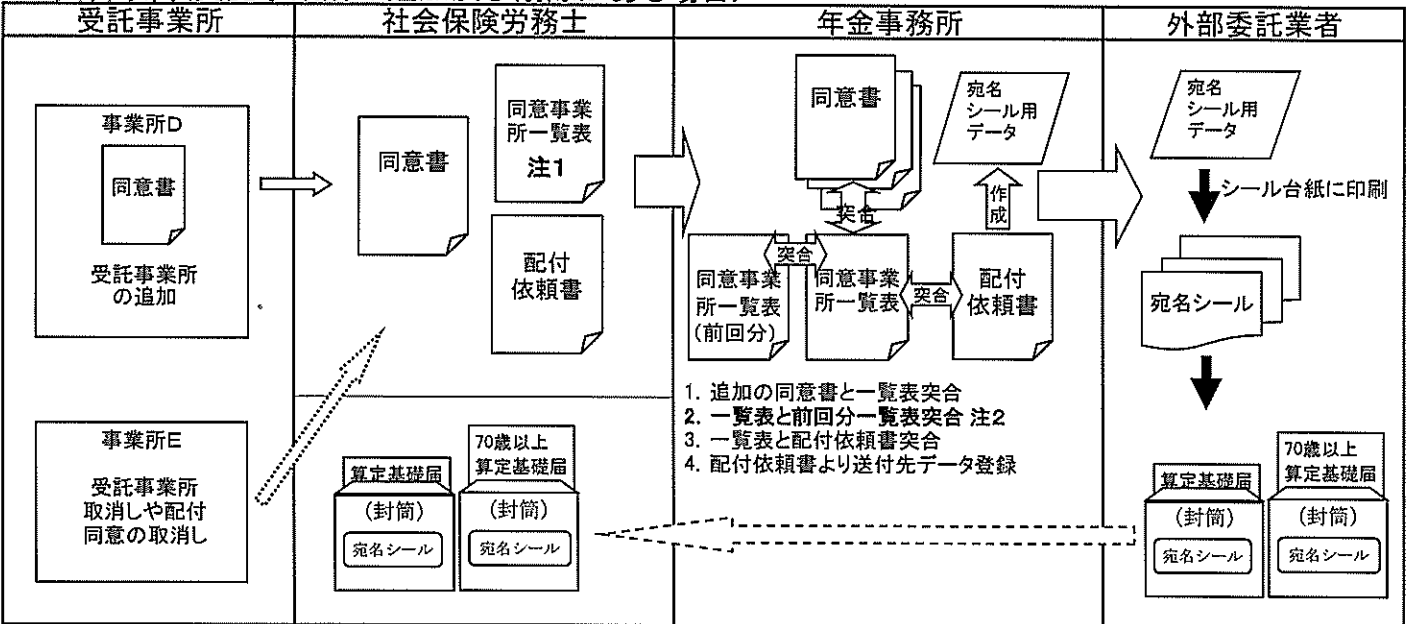 受託事業所
社会保険労務士
年金事務所
外部委託業者
事業所D
同意書
受託事業所
の追加
事業所E
受託事業所
取消しや配付
同意の取消し
同意書
同意事業
所一覧表
注1
配付
依頼書
算定基礎届
(封筒)
宛名シール
70歳以上
算定基礎届
(封筒)
宛名シール
同意書
宛名
シール用
データ
突合
作
成
同意事業
所一覧表
(前回分)
突合
同意事業
所一覧表
突合
配付
依頼書
1. 追加の同意書と一覧表突合
2. 一覧表と前回分一覧表突合 注2
3. 一覧表と配付依頼書突合
4. 配付依頼書より送付先データ登録
宛名
シール用
データ
シール台紙に印刷
宛名シール
算定基礎届
(封筒)
宛名シール
70歳以上
算定基礎届
(封筒)
宛名シール